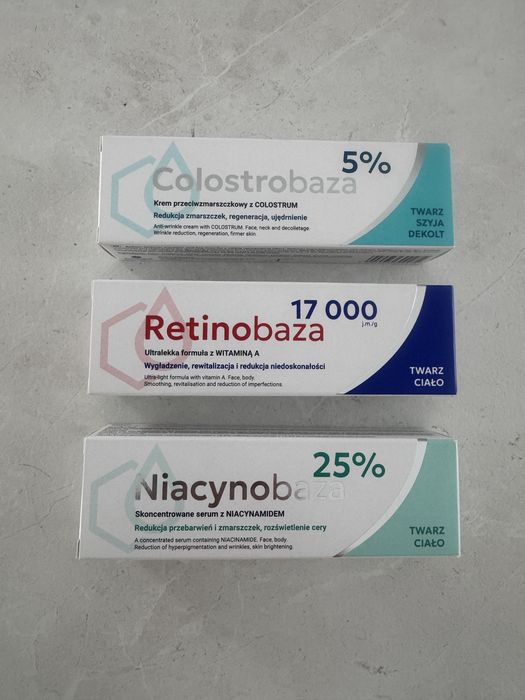 5%
Colostrobaza
Krem przeciwzmarszczkowy z COLOSTRUM
Redukcja zmarszczek, regeneracja, ujędrnienie
Anti-wrinkle cream with COLOSTRUM. Face, neck and decolletage.
Wrinkle reduction, regeneration, firmer skin.
TWARZ
SZYJA
DEKOLT
17 000
j.m./g
Retinobaza
Ultralekka formuła z WITAMINĄ A
Wygładzenie, rewitalizacja i redukcja niedoskonałości
Ultra-light formula with vitamin A. Face, body.
Smoothing, revitalisation and reduction of imperfections.
TWARZ
CIAŁO
25%
Niacynobaza
Skoncentrowane serum z NIACYNAMIDEM
Redukcja przebarwień i zmarszczek, rozświetlenie cery
A concentrated serum containing NIACINAMIDE. Face, body.
Reduction of hyperpigmentation and wrinkles, skin brightening.
TWARZ
CIAŁO